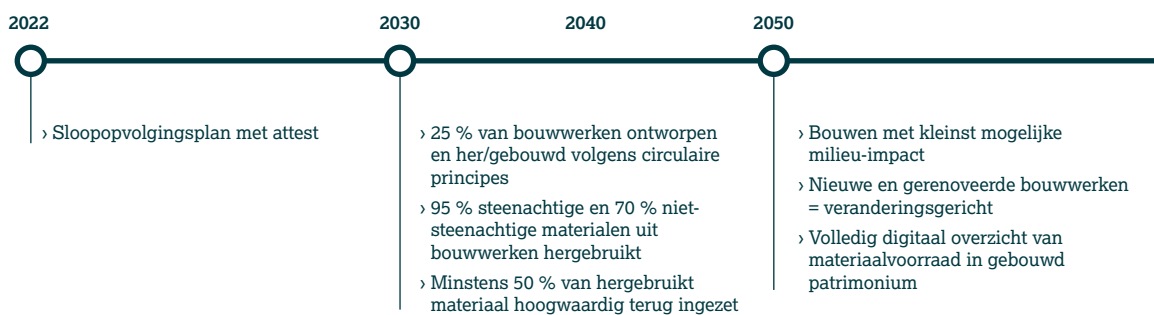 2022
2030
2040
2050
› Sloopopvolgingsplan met attest
› 25 % van bouwwerken ontworpen
en her/gebouwd volgens circulaire
principes
› 95 % steenachtige en 70 % niet-
steenachtige materialen uit
bouwwerken hergebruikt
› Minstens 50 % van hergebruikt
materiaal hoogwaardig terug ingezet
› Bouwen met kleinst mogelijke
milieu-impact
› Nieuwe en gerenoveerde bouwwerken
= veranderingsgericht
› Volledig digitaal overzicht van
materiaalvoorraad in gebouwd
patrimonium